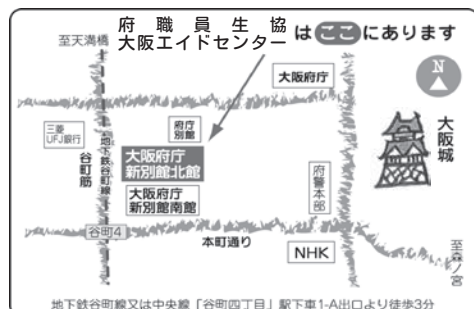 府職員生協
大阪エイドセンター
はここにあります
至天満橋
大阪府庁
N
府庁
別館
三菱
UFJ銀行
地下鉄谷町線
谷町筋
大阪府庁
新別館北館
大阪府庁
新別館南館
府警本部
大阪城
谷町4
本町通り
NHK
至森ノ宮
地下鉄谷町線又は中央線「谷町四丁目」駅下車1-A出口より徒歩3分